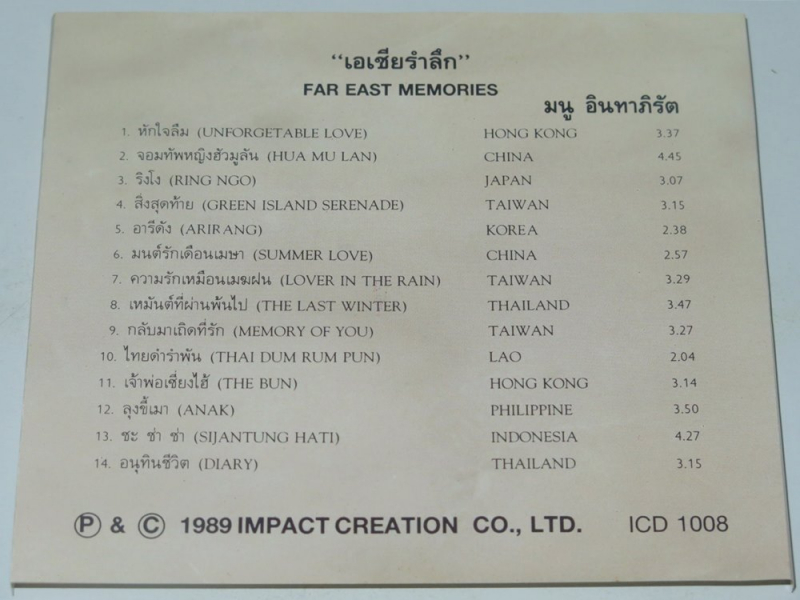 “เอเซียรำลึก”
FAR EAST MEMORIES
มนู อินทาภิรัต
1. หักใจลืม (UNFORGETABLE LOVE) HONG KONG 3.37
2. จอมทัพหญิงฮัวมูลัน (HUA MU LAN) CHINA 4.45
3. ริงโง (RING NGO) JAPAN 3.07
4. สิ่งสุดท้าย (GREEN ISLAND SERENADE) TAIWAN 3.15
5. อารีดัง (ARIRANG) KOREA 2.38
6. มนต์รักเดือนเมษา (SUMMER LOVE) CHINA 2.57
7. ความรักเหมือนเมฆฝน (LOVER IN THE RAIN) TAIWAN 3.29
8. เหมันต์ที่ผ่านพ้นไป (THE LAST WINTER) THAILAND 3.47
9. กลับมาเถิดที่รัก (MEMORY OF YOU) TAIWAN 3.27
10. ไทยดำรำพัน (THAI DUM RUM PUN) LAO 2.04
11. เจ้าพ่อเซี่ยงไฮ้ (THE BUN) HONG KONG 3.14
12. ลุงขี้เมา (ANAK) PHILIPPINE 3.50
13. ชะ ช่า ช่า (SIJANTUNG HATI) INDONESIA 4.27
14. อนุทินชีวิต (DIARY) THAILAND 3.15
Ⓟ & © 1989 IMPACT CREATION CO., LTD. ICD 1008